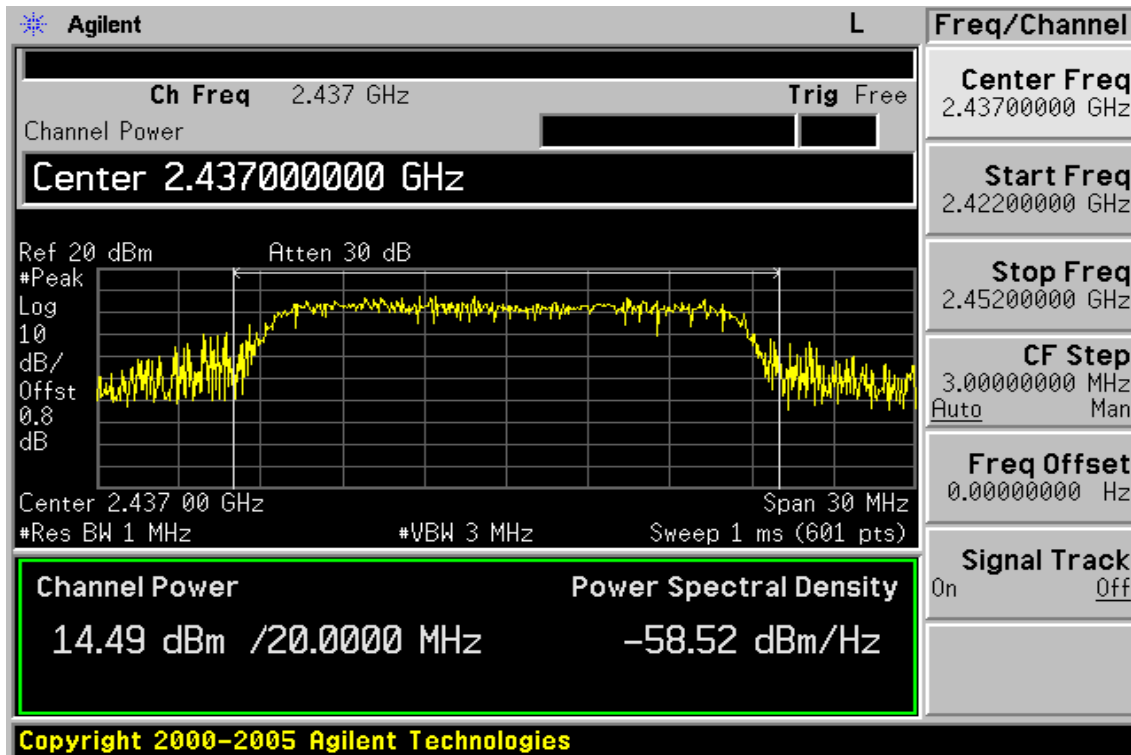 Agilent L
Freq/Channel
Ch Freq 2.437 GHz Trig Free
Channel Power
Center 2.437000000 GHz
Ref 20 dBm Atten 30 dB
#Peak
Log
10
dB/
Offst
0.8
dB
Center 2.437 00 GHz Span 30 MHz
#Res BW 1 MHz #VBW 3 MHz Sweep 1 ms (601 pts)
Channel Power Power Spectral Density
14.49 dBm /20.0000 MHz -58.52 dBm/Hz
Center Freq
2.43700000 GHz
Start Freq
2.42200000 GHz
Stop Freq
2.45200000 GHz
CF Step
3.00000000 MHz
Auto Man
Freq Offset
0.00000000 Hz
Signal Track
On Off
Copyright 2000-2005 Agilent Technologies